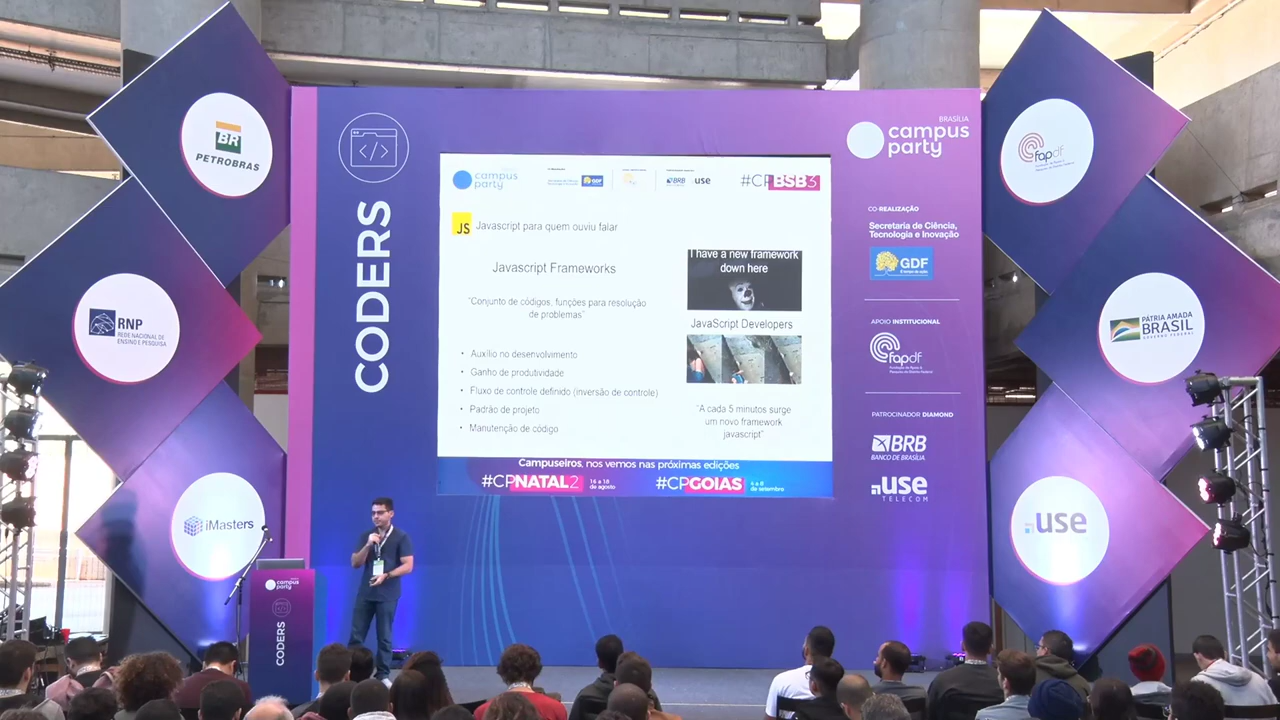 BR
PETROBRAS
RNP
REDE NACIONAL DE
ENSINO E PESQUISA
iMasters
CODERS
campus
party
GDF
BRB
use
#CPBSB3
JS
Javascript para quem ouviu falar
Javascript Frameworks
"Conjunto de códigos, funções para resolução
de problemas"
• Auxílio no desenvolvimento
• Ganho de produtividade
• Fluxo de controle definido (inversão de controle)
• Padrão de projeto
• Manutenção de código
I have a new framework
down here
JavaScript Developers
"A cada 5 minutos surge
um novo framework
javascript"
Campuseiros, nos vemos nas próximas edições
#CPNATAL2
16 a 18
de agosto
#CPGOIAS
4 a 8
de setembro
BRASÍLIA
campus
party
CO-REALIZAÇÃO
Secretaria de Ciência,
Tecnologia e Inovação
GDF
APOIO INSTITUCIONAL
fapdf
PATROCINADOR DIAMOND
BRB
BANCO DE BRASÍLIA
use
TELECOM
fapdf
PÁTRIA AMADA
BRASIL
GOVERNO FEDERAL
use
campus
party
CODERS